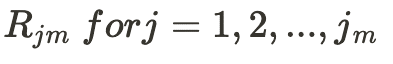 R_{jm} for j = 1, 2, ..., j_m